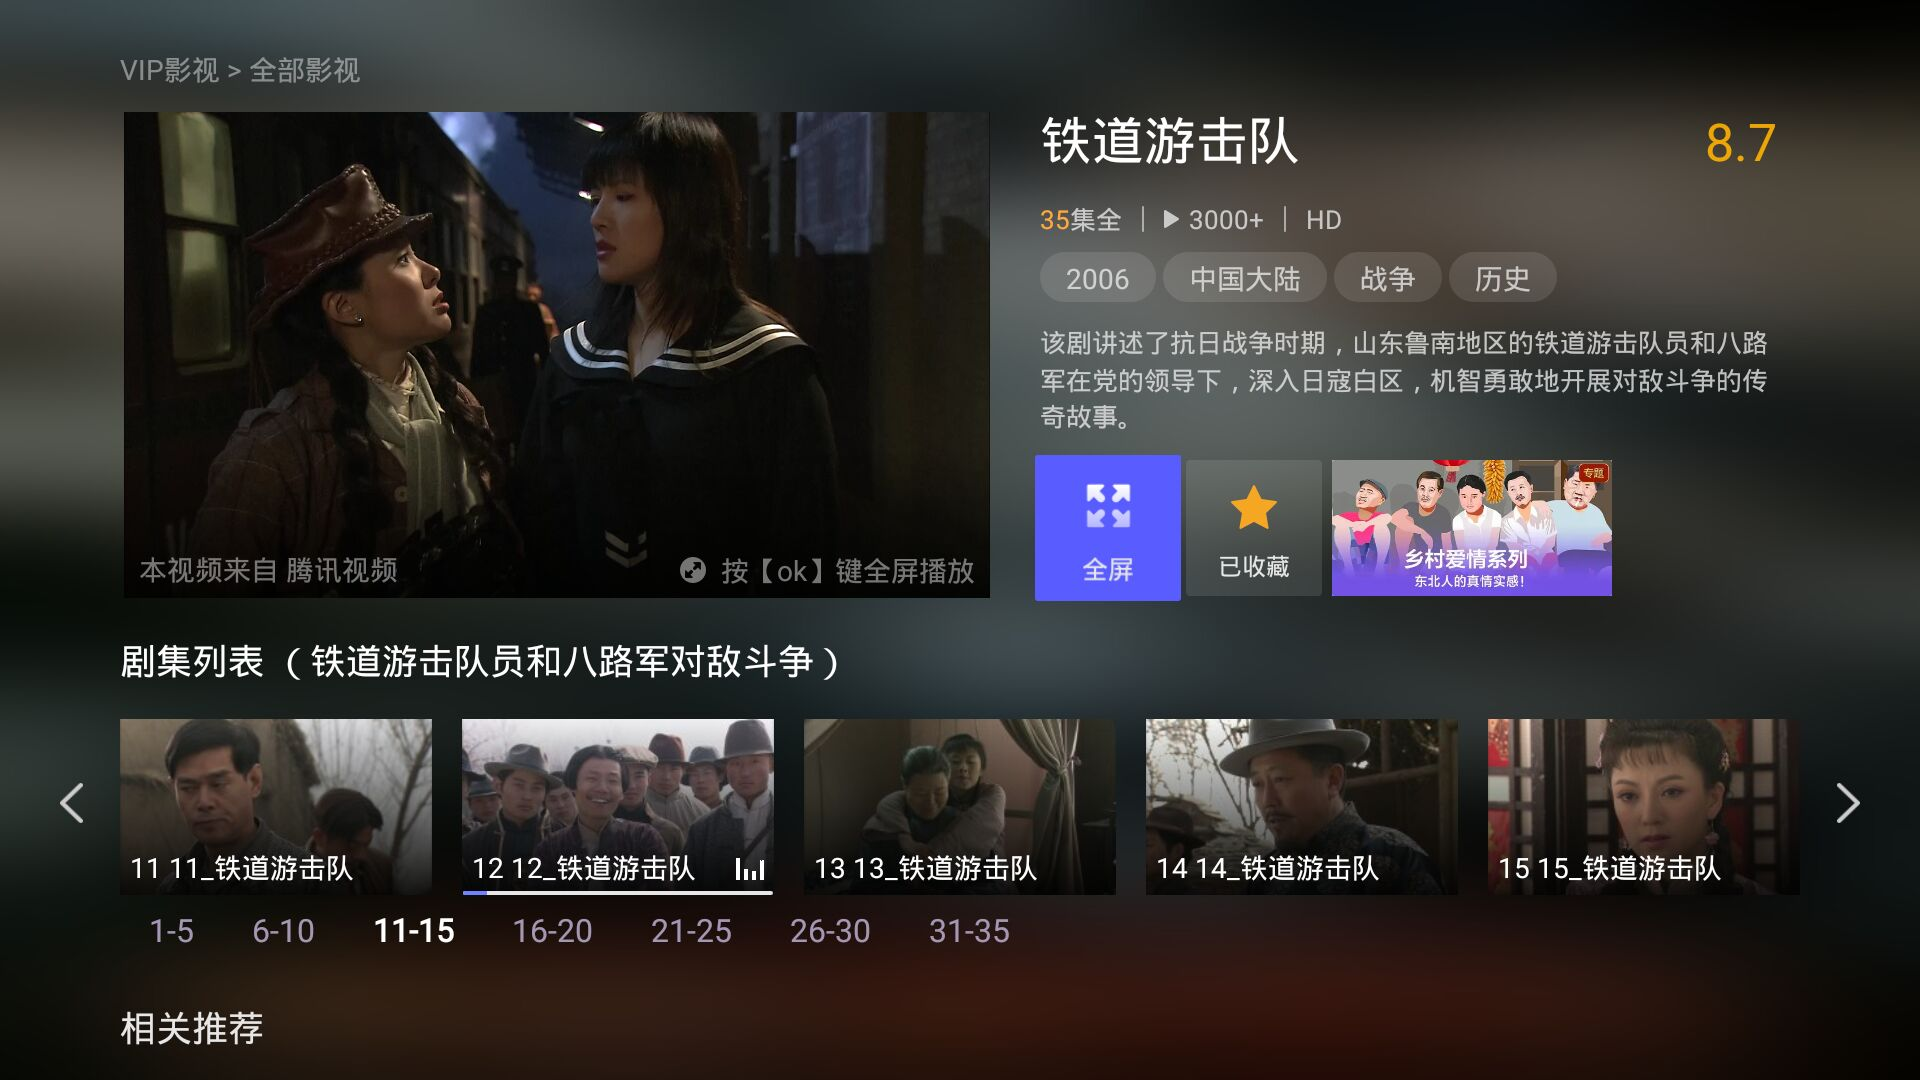 VIP影视 > 全部影视
铁道游击队
8.7
35集全 | 3000+ | HD
2006 中国大陆 战争 历史
该剧讲述了抗日战争时期，山东鲁南地区的铁道游击队员和八路
军在党的领导下，深入日寇白区，机智勇敢地开展对敌斗争的传
奇故事。
本视频来自 腾讯视频
按【ok】键全屏播放
全屏
已收藏
专题
乡村爱情系列
东北人的真情实感！
剧集列表 （铁道游击队员和八路军对敌斗争）
11 11_铁道游击队
12 12_铁道游击队
13 13_铁道游击队
14 14_铁道游击队
15 15_铁道游击队
1-5 6-10 11-15 16-20 21-25 26-30 31-35
相关推荐